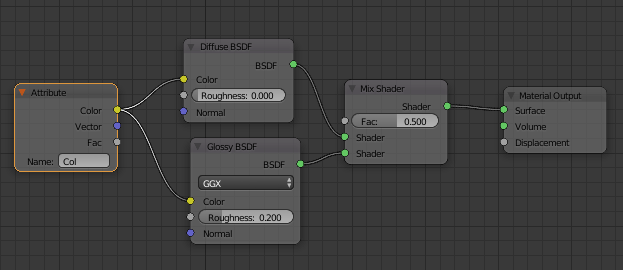 Attribute
Color
Vector
Fac
Name: Col
Diffuse BSDF
BSDF
Color
Roughness: 0.000
Normal
Glossy BSDF
BSDF
GGX
Color
Roughness: 0.200
Normal
Mix Shader
Shader
Fac: 0.500
Shader
Shader
Material Output
Surface
Volume
Displacement